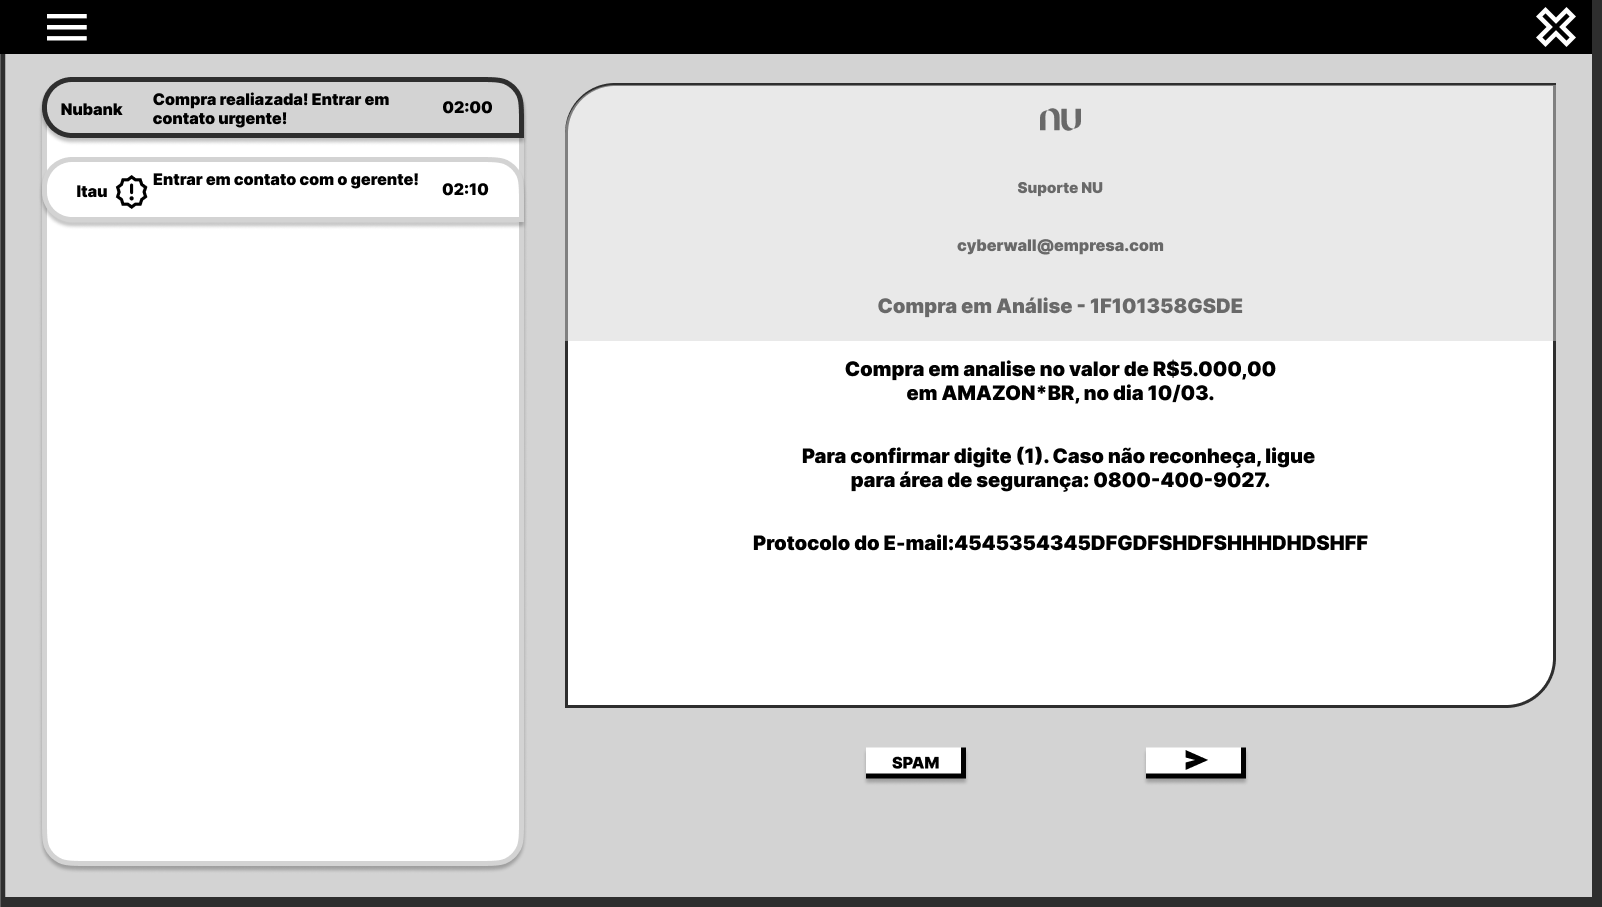 Nubank
Compra realiazada! Entrar em
contato urgente!
02:00
Itau
Entrar em contato com o gerente!
02:10
nu
Suporte NU
cyberwall@empresa.com
Compra em Análise - 1F101358GSDE
Compra em analise no valor de R$5.000,00
em AMAZON*BR, no dia 10/03.
Para confirmar digite (1). Caso não reconheça, ligue
para área de segurança: 0800-400-9027.
Protocolo do E-mail:4545354345DFGDFSHDFSHHHDHDSHFF
SPAM